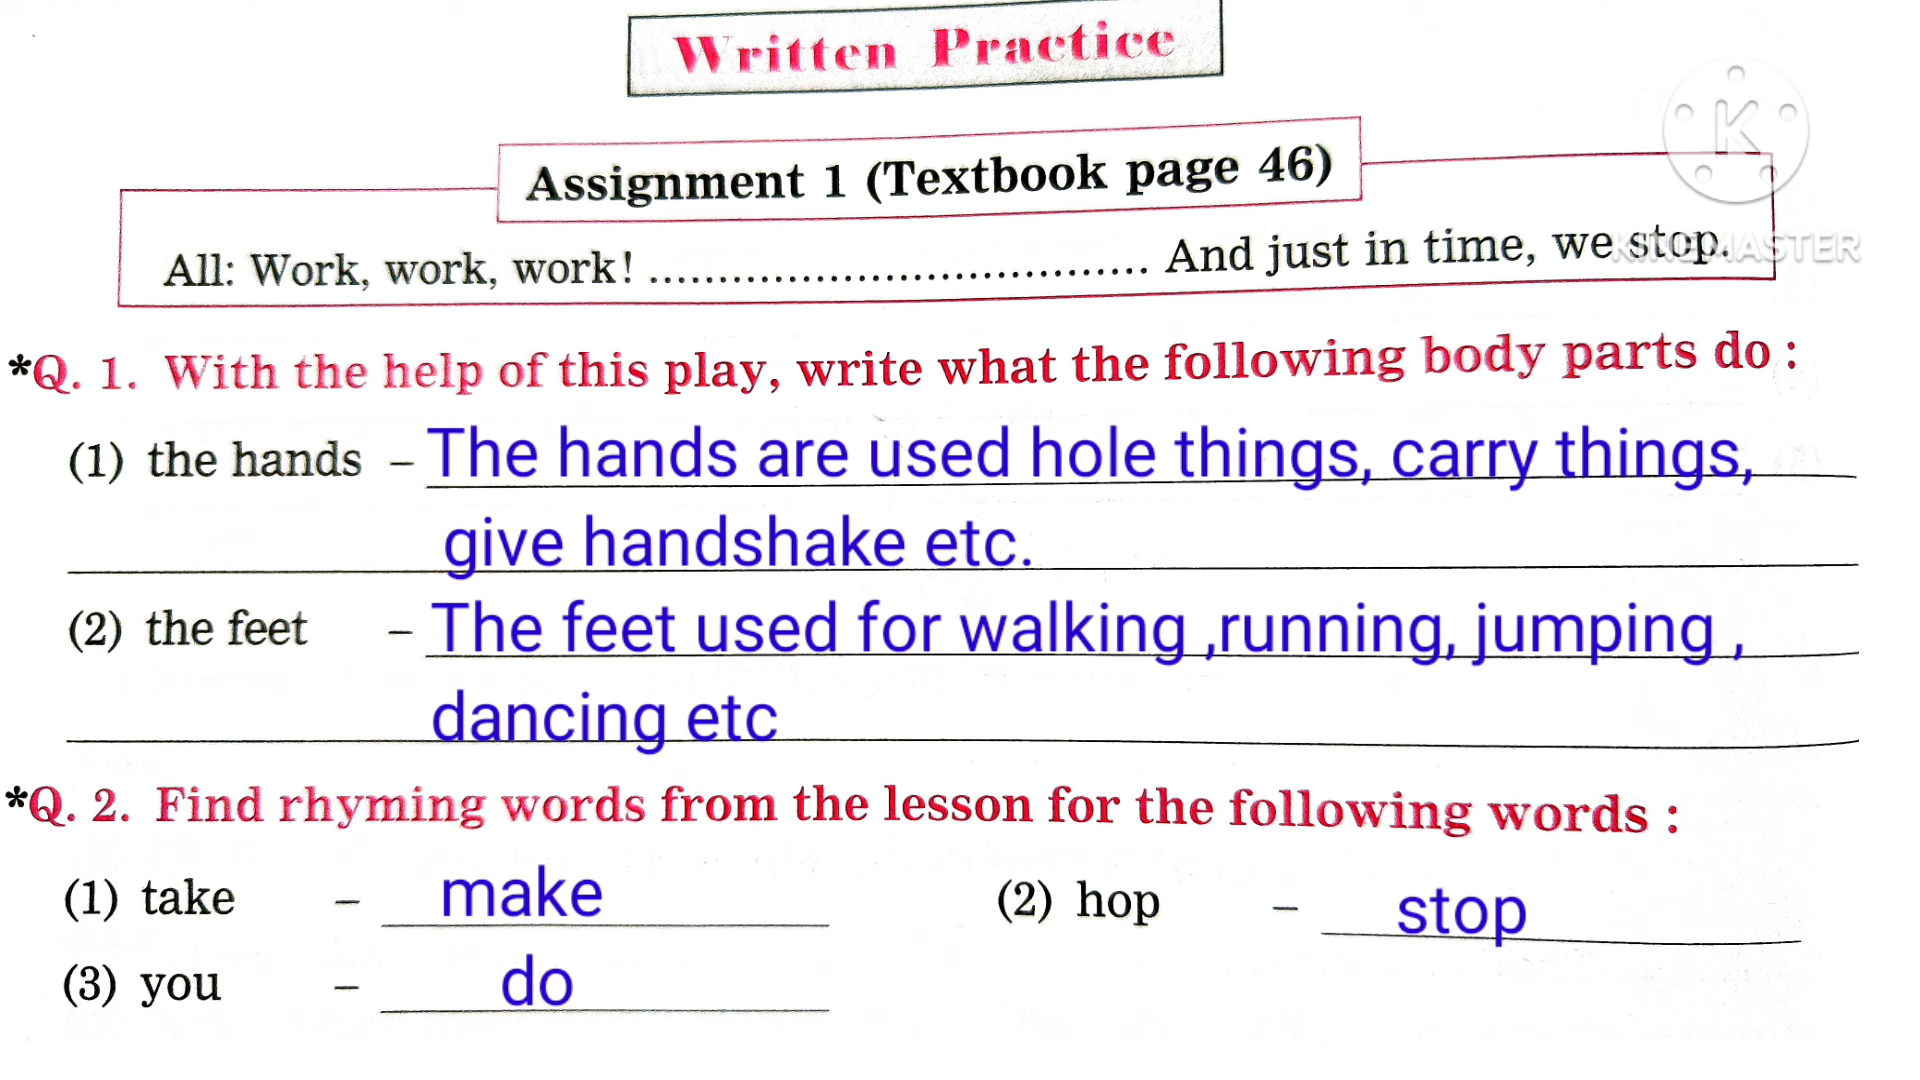 Written Practice
Assignment 1 (Textbook page 46)
All: Work, work, work! .................................... And just in time, we stop.
KINEMASTER
*Q. 1. With the help of this play, write what the following body parts do :
(1) the hands – The hands are used hole things, carry things,
give handshake etc.
(2) the feet – The feet used for walking ,running, jumping ,
dancing etc
*Q. 2. Find rhyming words from the lesson for the following words :
(1) take – make (2) hop – stop
(3) you – do